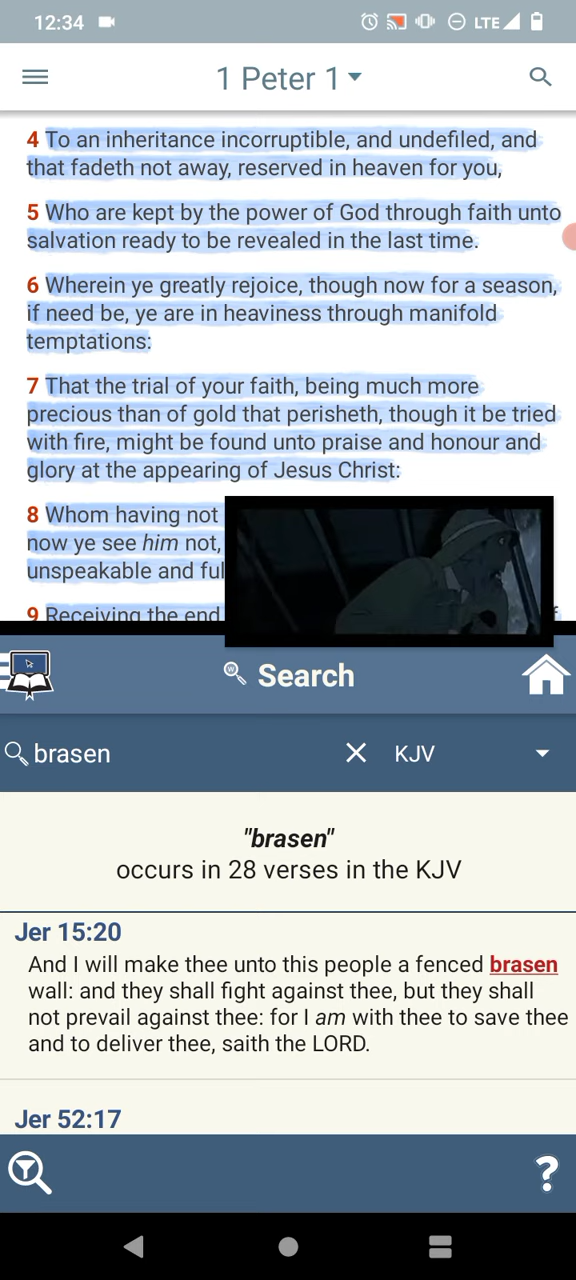 12:34 LTE
1 Peter 1
4 To an inheritance incorruptible, and undefiled, and
that fadeth not away, reserved in heaven for you,
5 Who are kept by the power of God through faith unto
salvation ready to be revealed in the last time.
6 Wherein ye greatly rejoice, though now for a season,
if need be, ye are in heaviness through manifold
temptations:
7 That the trial of your faith, being much more
precious than of gold that perisheth, though it be tried
with fire, might be found unto praise and honour and
glory at the appearing of Jesus Christ:
8 Whom having not
now ye see him not,
unspeakable and ful
9 Receiving the end
Search
brasen KJV
"brasen"
occurs in 28 verses in the KJV
Jer 15:20
And I will make thee unto this people a fenced brasen
wall: and they shall fight against thee, but they shall
not prevail against thee: for I am with thee to save thee
and to deliver thee, saith the LORD.
Jer 52:17
?